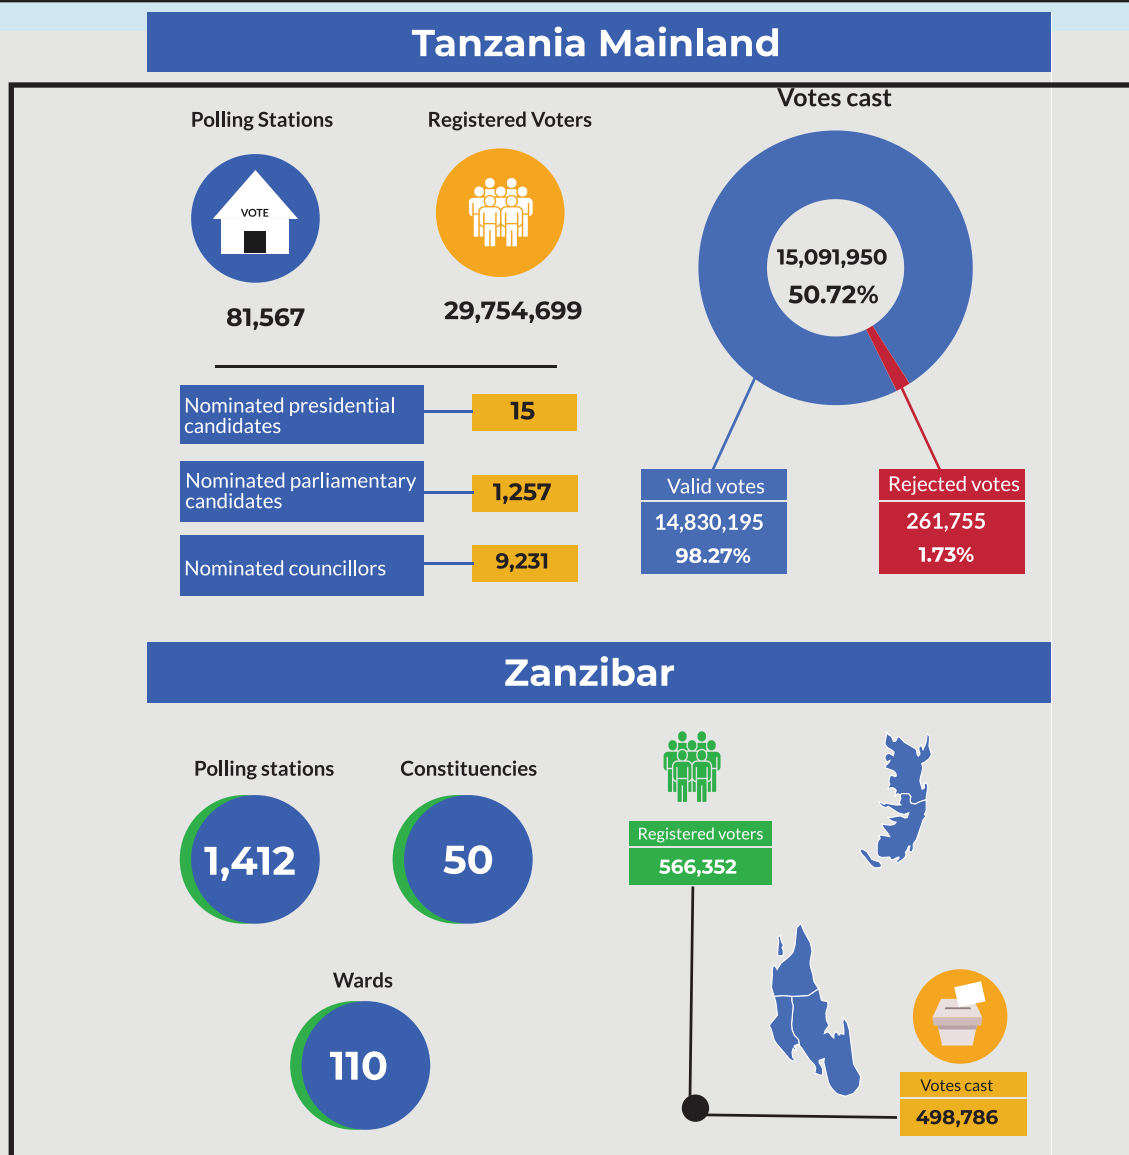 Tanzania Mainland
Polling Stations
VOTE
81,567
Registered Voters
29,754,699
Nominated presidential
candidates
15
Nominated parliamentary
candidates
1,257
Nominated councillors
9,231
Votes cast
15,091,950
50.72%
Valid votes
14,830,195
98.27%
Rejected votes
261,755
1.73%
Zanzibar
Polling stations
1,412
Constituencies
50
Wards
110
Registered voters
566,352
Votes cast
498,786